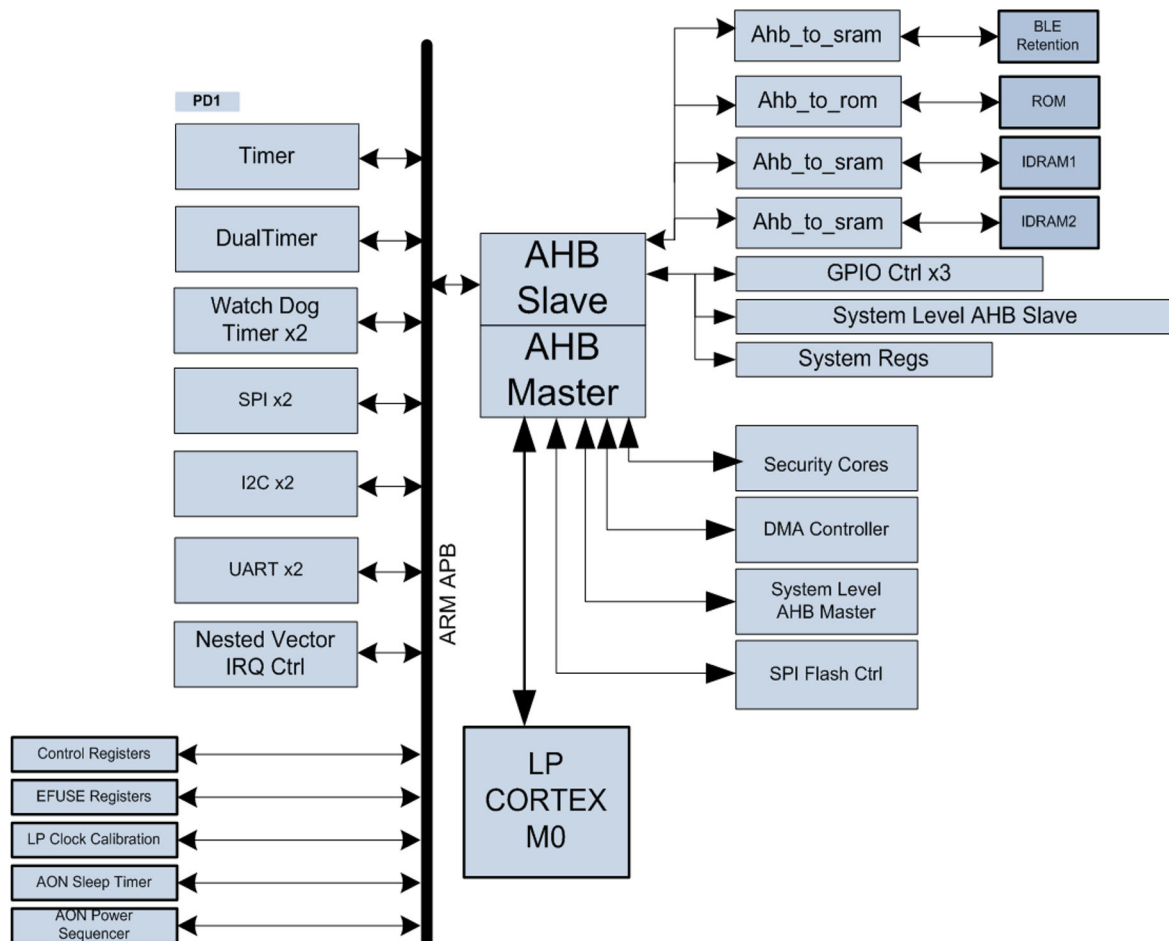 PD1
Timer
DualTimer
Watch Dog
Timer x2
SPI x2
I2C x2
UART x2
Nested Vector
IRQ Ctrl
Control Registers
EFUSE Registers
LP Clock Calibration
AON Sleep Timer
AON Power
Sequencer
ARM APB
AHB
Slave
AHB
Master
LP
CORTEX
M0
Ahb_to_sram
BLE
Retention
Ahb_to_rom
ROM
Ahb_to_sram
IDRAM1
Ahb_to_sram
IDRAM2
GPIO Ctrl x3
System Level AHB Slave
System Regs
Security Cores
DMA Controller
System Level
AHB Master
SPI Flash Ctrl